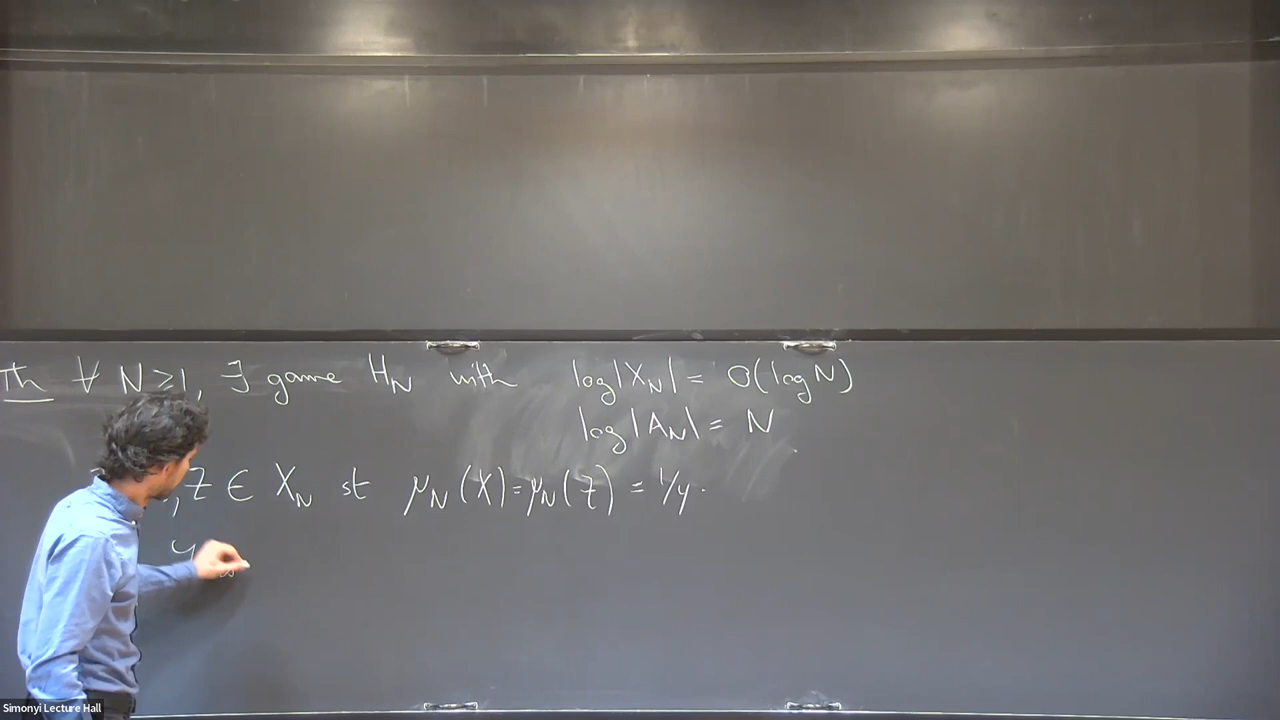 Th ∀ N ≥ 1, ∃ game H_N with log|X_N| = O(log N)
log|A_N| = N
,Z ∈ X_N st μ_N(X) = μ_N(Z) = 1/4.
Simonyi Lecture Hall